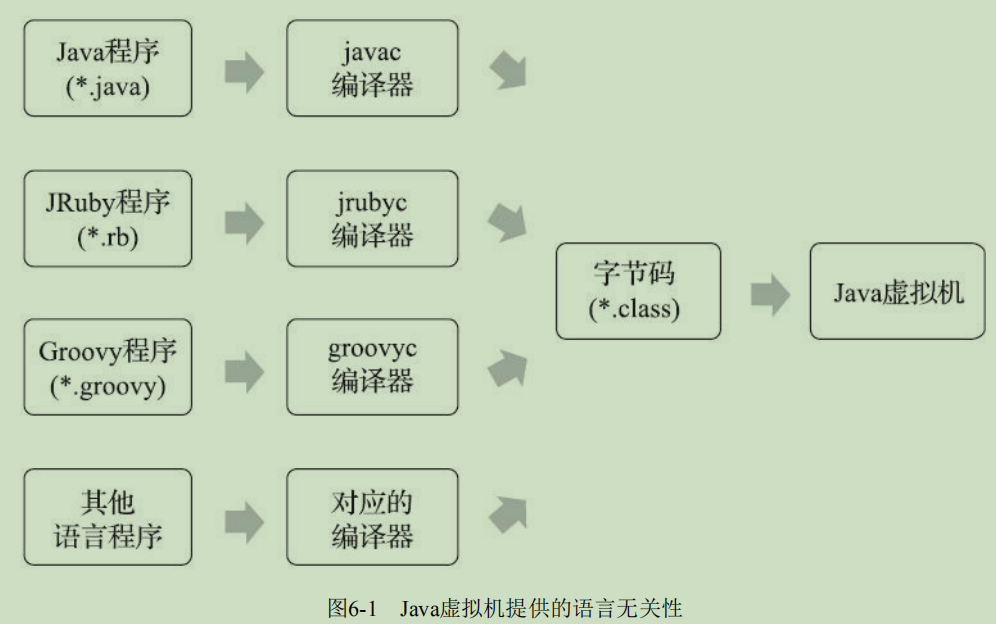 Java程序
(*.java)
javac
编译器
JRuby程序
(*.rb)
jrubyc
编译器
Groovy程序
(*.groovy)
groovyc
编译器
其他
语言程序
对应的
编译器
字节码
(*.class)
Java虚拟机
图6-1 Java虚拟机提供的语言无关性